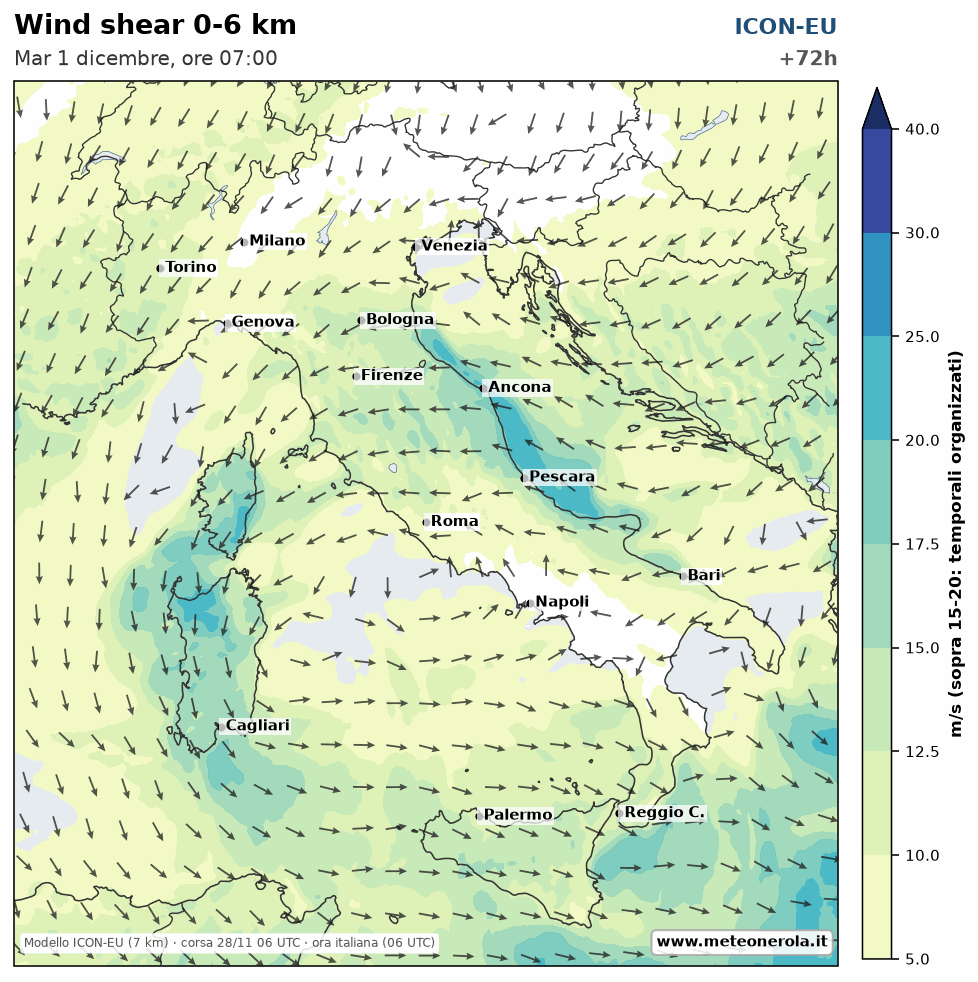 Wind shear 0-6 km
ICON-EU
Mar 1 dicembre, ore 07:00
+72h
Milano
Venezia
Torino
Genova
Bologna
Firenze
Ancona
Pescara
Roma
Bari
Napoli
Cagliari
Palermo
Reggio C.
Modello ICON-EU (7 km) · corsa 28/11 06 UTC · ora italiana (06 UTC)
www.meteonerola.it
40.0
30.0
25.0
20.0
17.5
15.0
12.5
10.0
5.0
m/s (sopra 15-20: temporali organizzati)